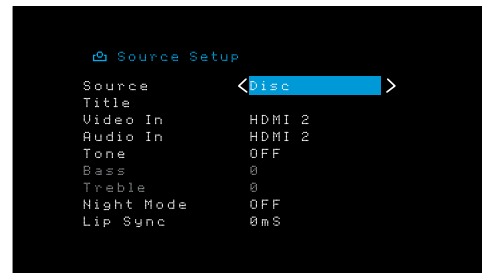 Source Setup
Source < Disc >
Title
Video In HDMI 2
Audio In HDMI 2
Tone OFF
Bass 0
Treble 0
Night Mode OFF
Lip Sync 0mS